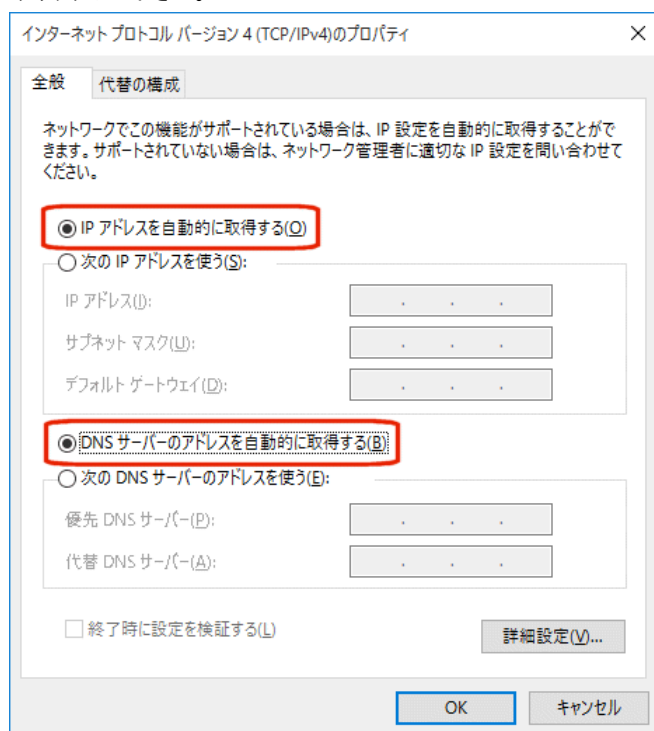 インターネット プロトコル バージョン 4 (TCP/IPv4)のプロパティ
全般
代替の構成
ネットワークでこの機能がサポートされている場合は、IP 設定を自動的に取得することがで
きます。サポートされていない場合は、ネットワーク管理者に適切な IP 設定を問い合わせて
ください。
IP アドレスを自動的に取得する(O)
次の IP アドレスを使う(S):
IP アドレス(I):
サブネット マスク(U):
デフォルト ゲートウェイ(D):
DNS サーバーのアドレスを自動的に取得する(B)
次の DNS サーバーのアドレスを使う(E):
優先 DNS サーバー(P):
代替 DNS サーバー(A):
終了時に設定を検証する(L)
詳細設定(V)...
OK
キャンセル